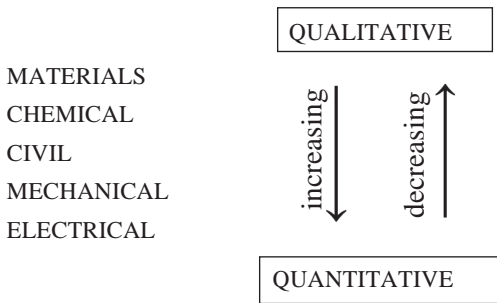 QUALITATIVE
MATERIALS
CHEMICAL
CIVIL
MECHANICAL
ELECTRICAL
increasing
decreasing
QUANTITATIVE